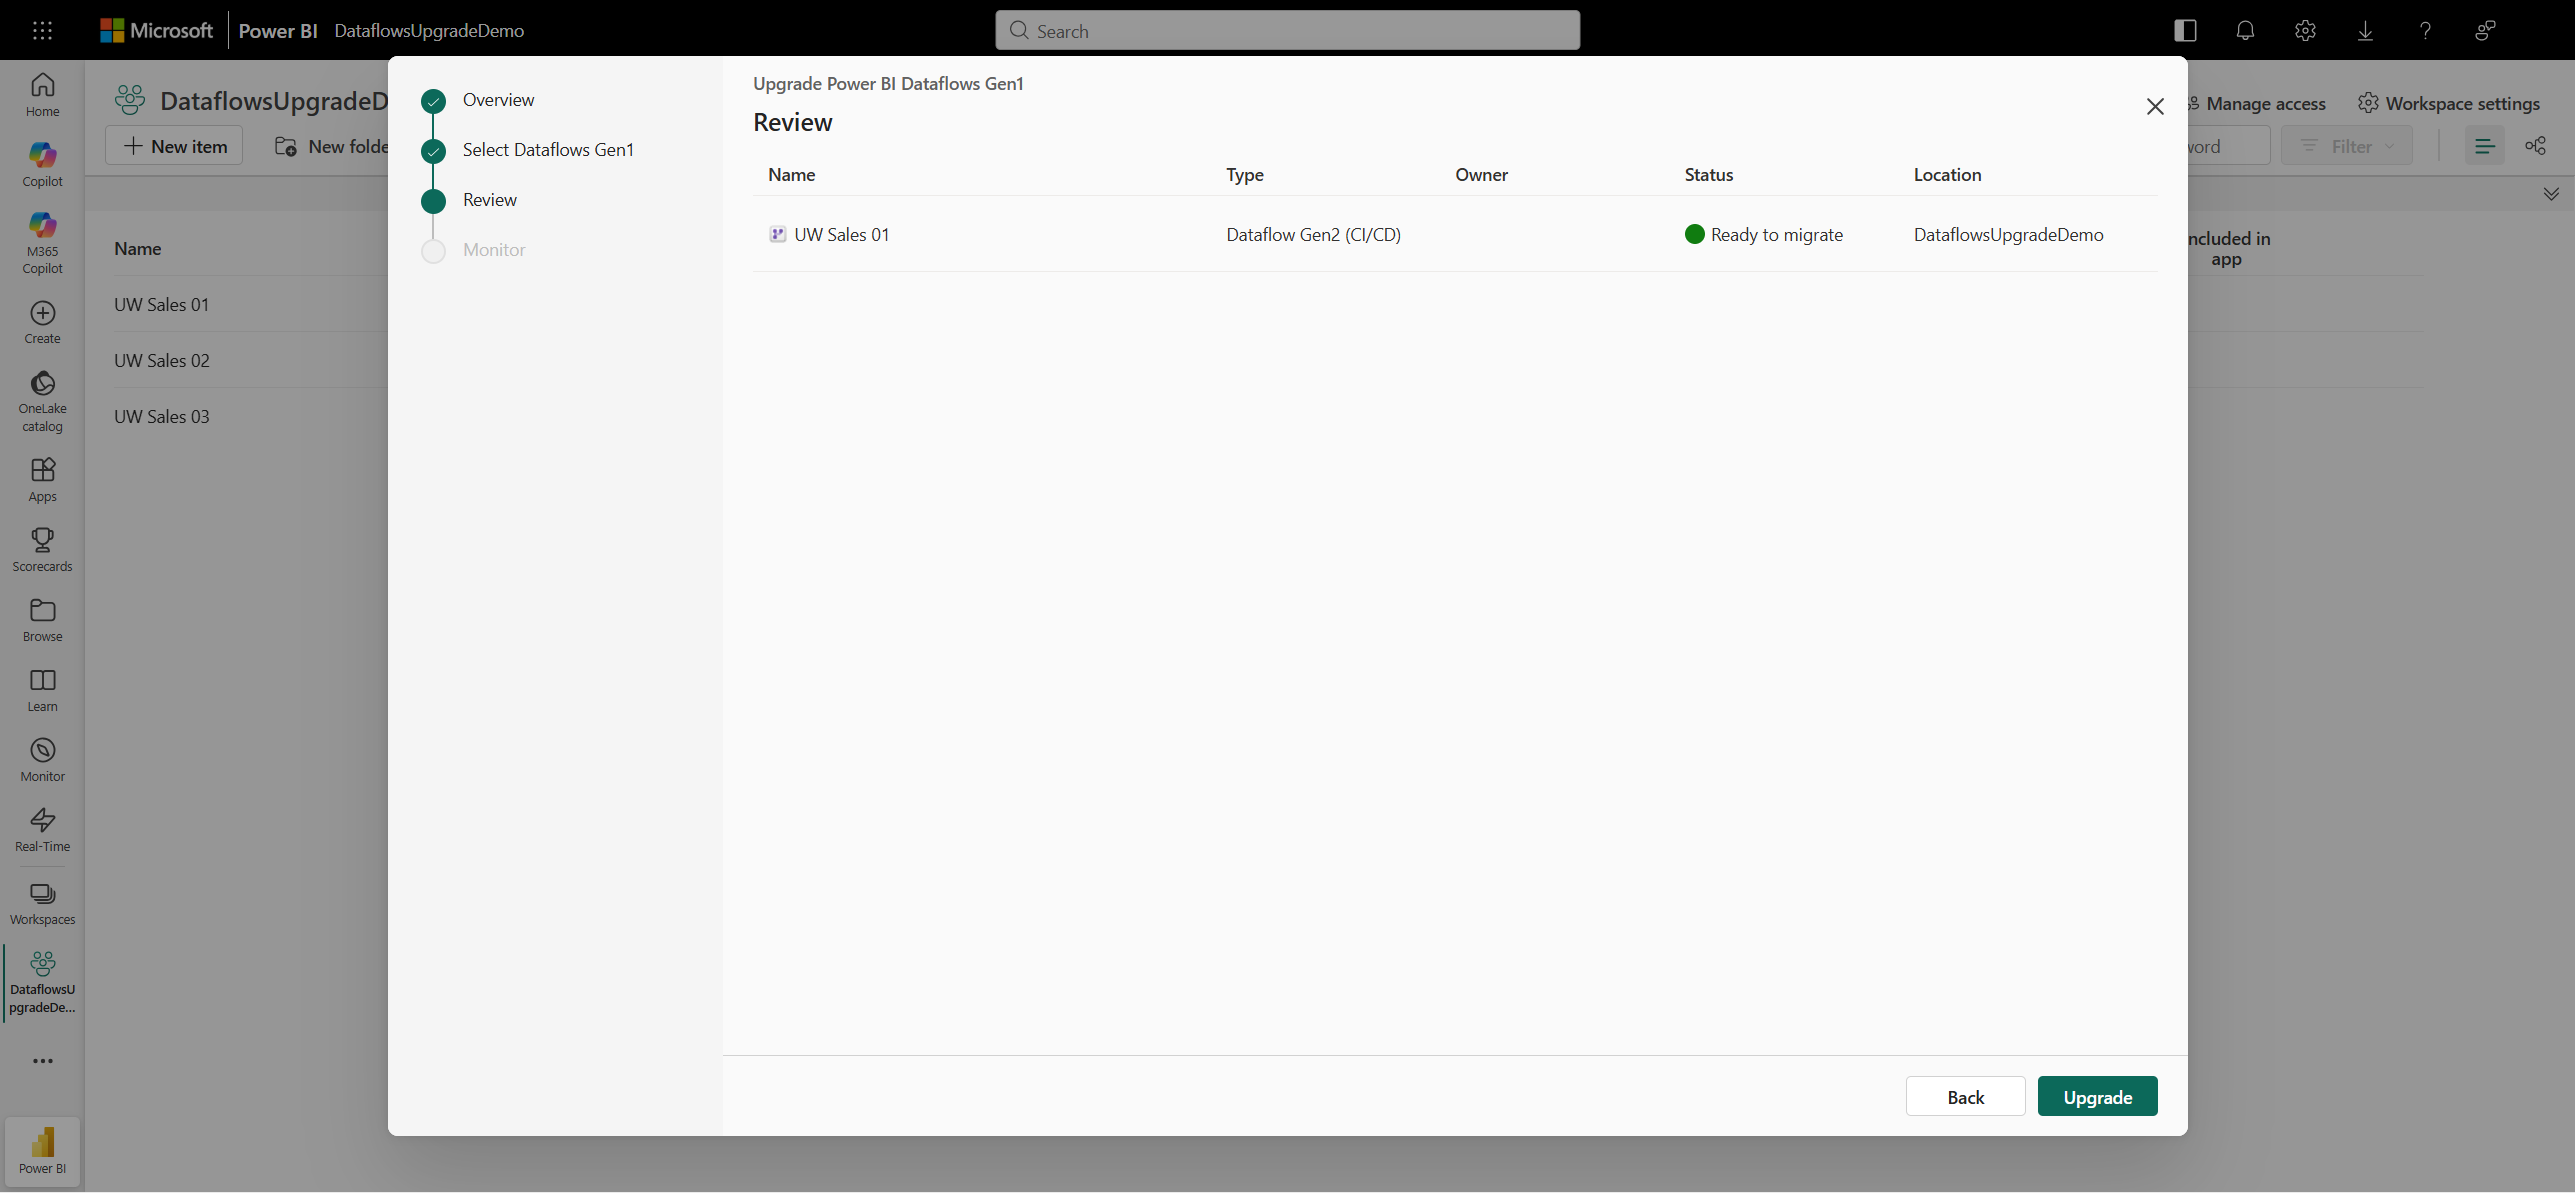 Microsoft
Power BI
DataflowsUpgradeDemo
Search
Home
Copilot
M365
Copilot
Create
OneLake
catalog
Apps
Scorecards
Browse
Learn
Monitor
Real-Time
Workspaces
DataflowsU
pgradeDe...
Power BI
DataflowsUpgradeD
New item
New folde
Manage access
Workspace settings
word
Filter
Name
ncluded in
app
UW Sales 01
UW Sales 02
UW Sales 03
Overview
Select Dataflows Gen1
Review
Monitor
Upgrade Power BI Dataflows Gen1
Review
Name Type Owner Status Location
UW Sales 01 Dataflow Gen2 (CI/CD) Ready to migrate DataflowsUpgradeDemo
Back
Upgrade